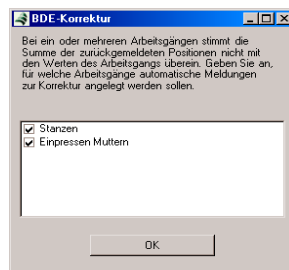 BDE-Korrektur
Bei ein oder mehreren Arbeitsgängen stimmt die
Summe der zurückgemeldeten Positionen nicht mit
den Werten des Arbeitsgangs überein. Geben Sie an,
für welche Arbeitsgänge automatische Meldungen
zur Korrektur angelegt werden sollen.
Stanzen
Einpressen Muttern
OK